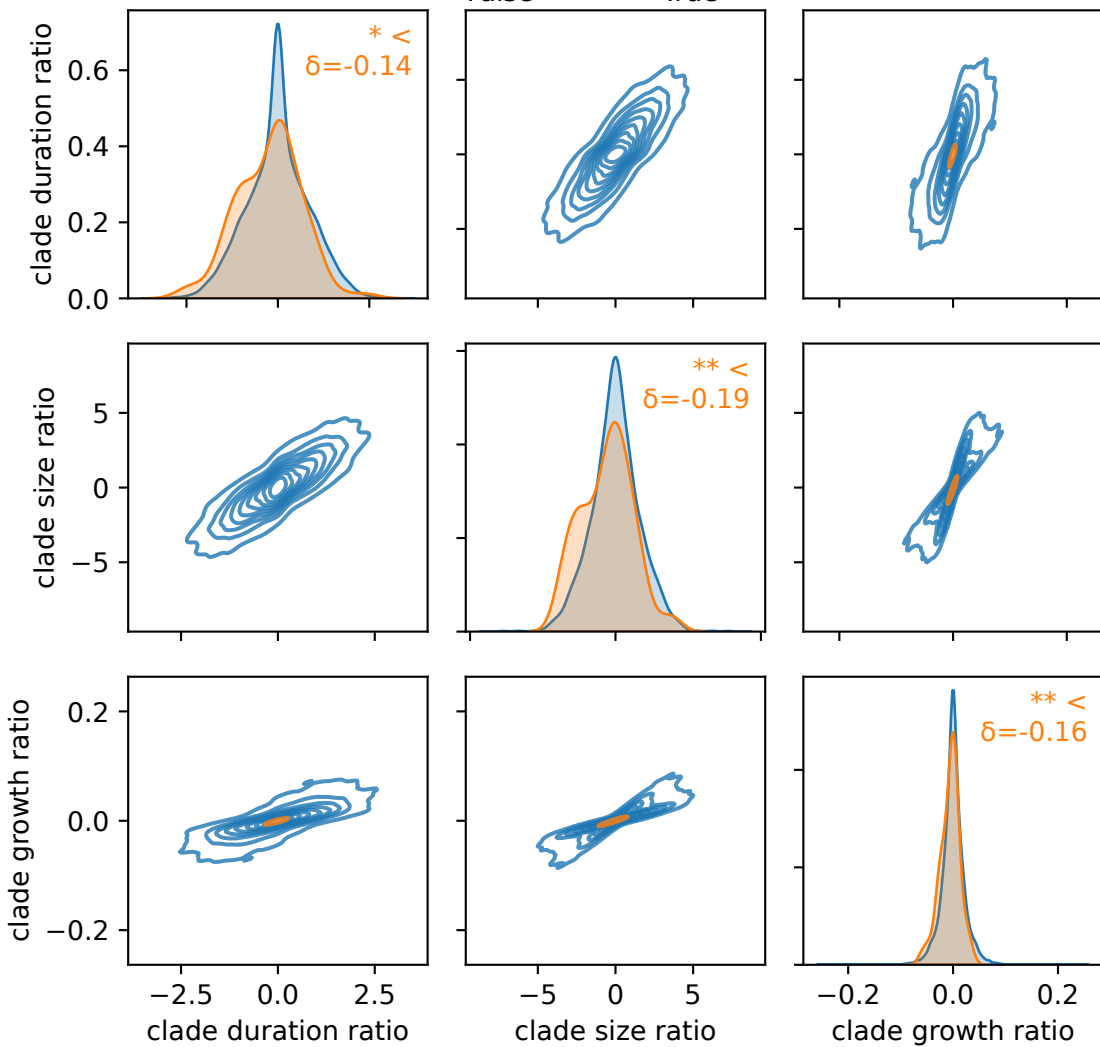 * <
δ=-0.14
clade duration ratio
0.6
0.4
0.2
0.0
** <
δ=-0.19
clade size ratio
5
0
−5
** <
δ=-0.16
clade growth ratio
0.2
0.0
−0.2
−2.5 0.0 2.5
−5 0 5
−0.2 0.0 0.2
clade duration ratio
clade size ratio
clade growth ratio